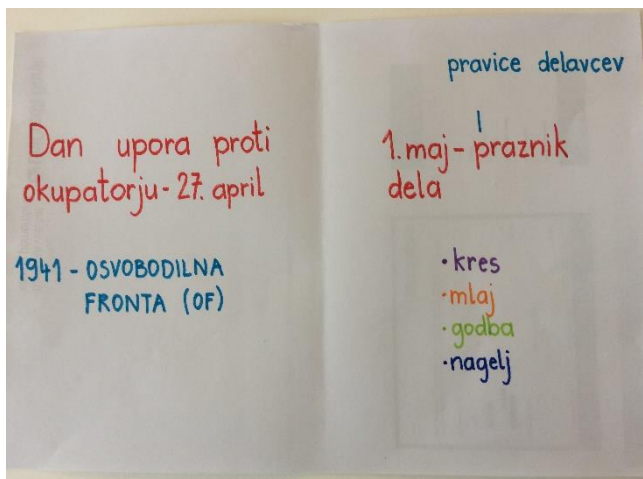 Dan upora proti
okupatorju - 27. april
1941 - OSVOBODILNA
FRONTA (OF)
pravice delavcev
1. maj - praznik
dela
• kres
• mlaj
• godba
• nagelj